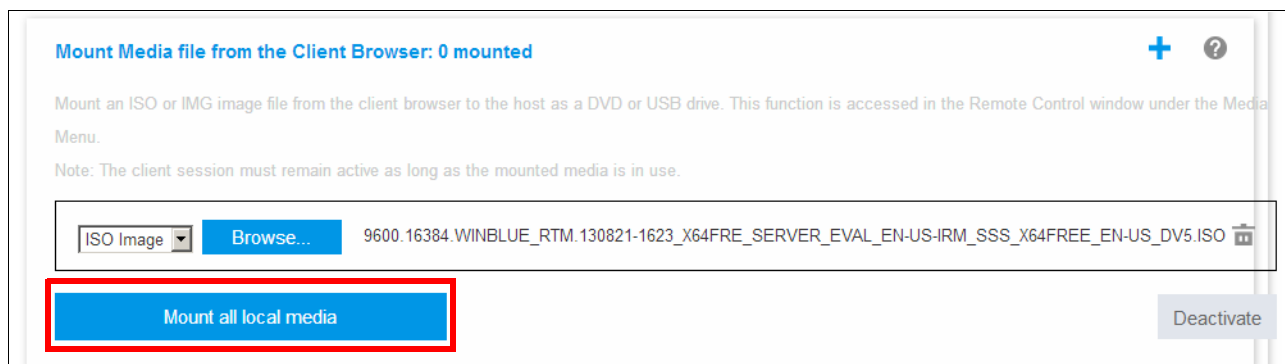 Mount Media file from the Client Browser: 0 mounted
Mount an ISO or IMG image file from the client browser to the host as a DVD or USB drive. This function is accessed in the Remote Control window under the Media
Menu.
Note: The client session must remain active as long as the mounted media is in use.
ISO Image Browse... 9600.16384.WINBLUE_RTM.130821-1623_X64FRE_SERVER_EVAL_EN-US-IRM_SSS_X64FREE_EN-US_DV5.ISO
Mount all local media Deactivate